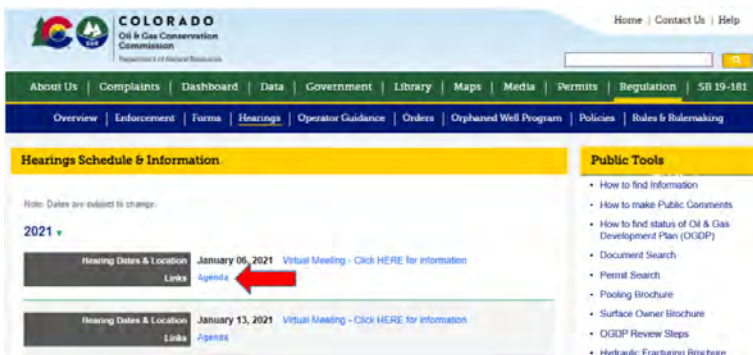 COLORADO
Oil & Gas Conservation
Commission
Department of Natural Resources
Home | Contact Us | Help
About Us | Complaints | Dashboard | Data | Government | Library | Maps | Media | Permits | Regulation | SB 19-181
Overview | Enforcement | Forms | Hearings | Operator Guidance | Orders | Orphaned Well Program | Policies | Rules & Rulemaking
Hearings Schedule & Information
Note: Dates are subject to change.
2021
Hearing Dates & Location January 06, 2021 Virtual Meeting - Click HERE for information
Links Agenda
Hearing Dates & Location January 13, 2021 Virtual Meeting - Click HERE for information
Links Agenda
Public Tools
• How to find Information
• How to make Public Comments
• How to find status of Oil & Gas
Development Plan (OGDP)
• Document Search
• Permit Search
• Pooling Brochure
• Surface Owner Brochure
• OGDP Review Steps
• Hydraulic Fracturing Brochure